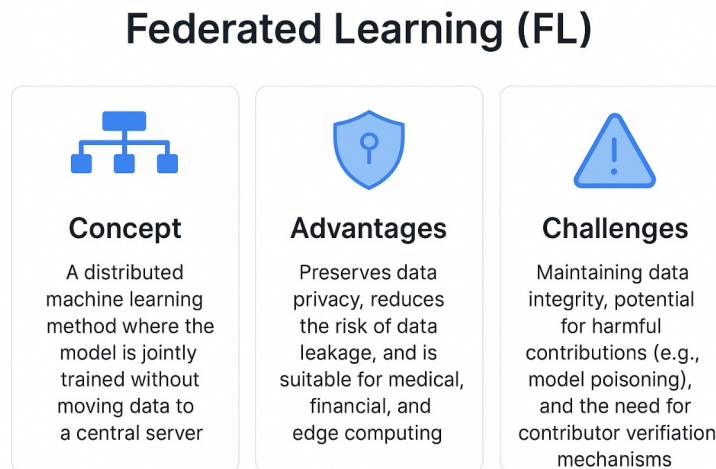 Federated Learning (FL)
Concept
A distributed
machine learning
method where the
model is jointly
trained without
moving data to
a central server
Advantages
Preserves data
privacy, reduces
the risk of data
leakage, and is
suitable for medical,
financial, and
edge computing
Challenges
Maintaining data
integrity, potential
for harmful
contributions (e.g.,
model poisoning),
and the need for
contributor verifiation
mechanisms